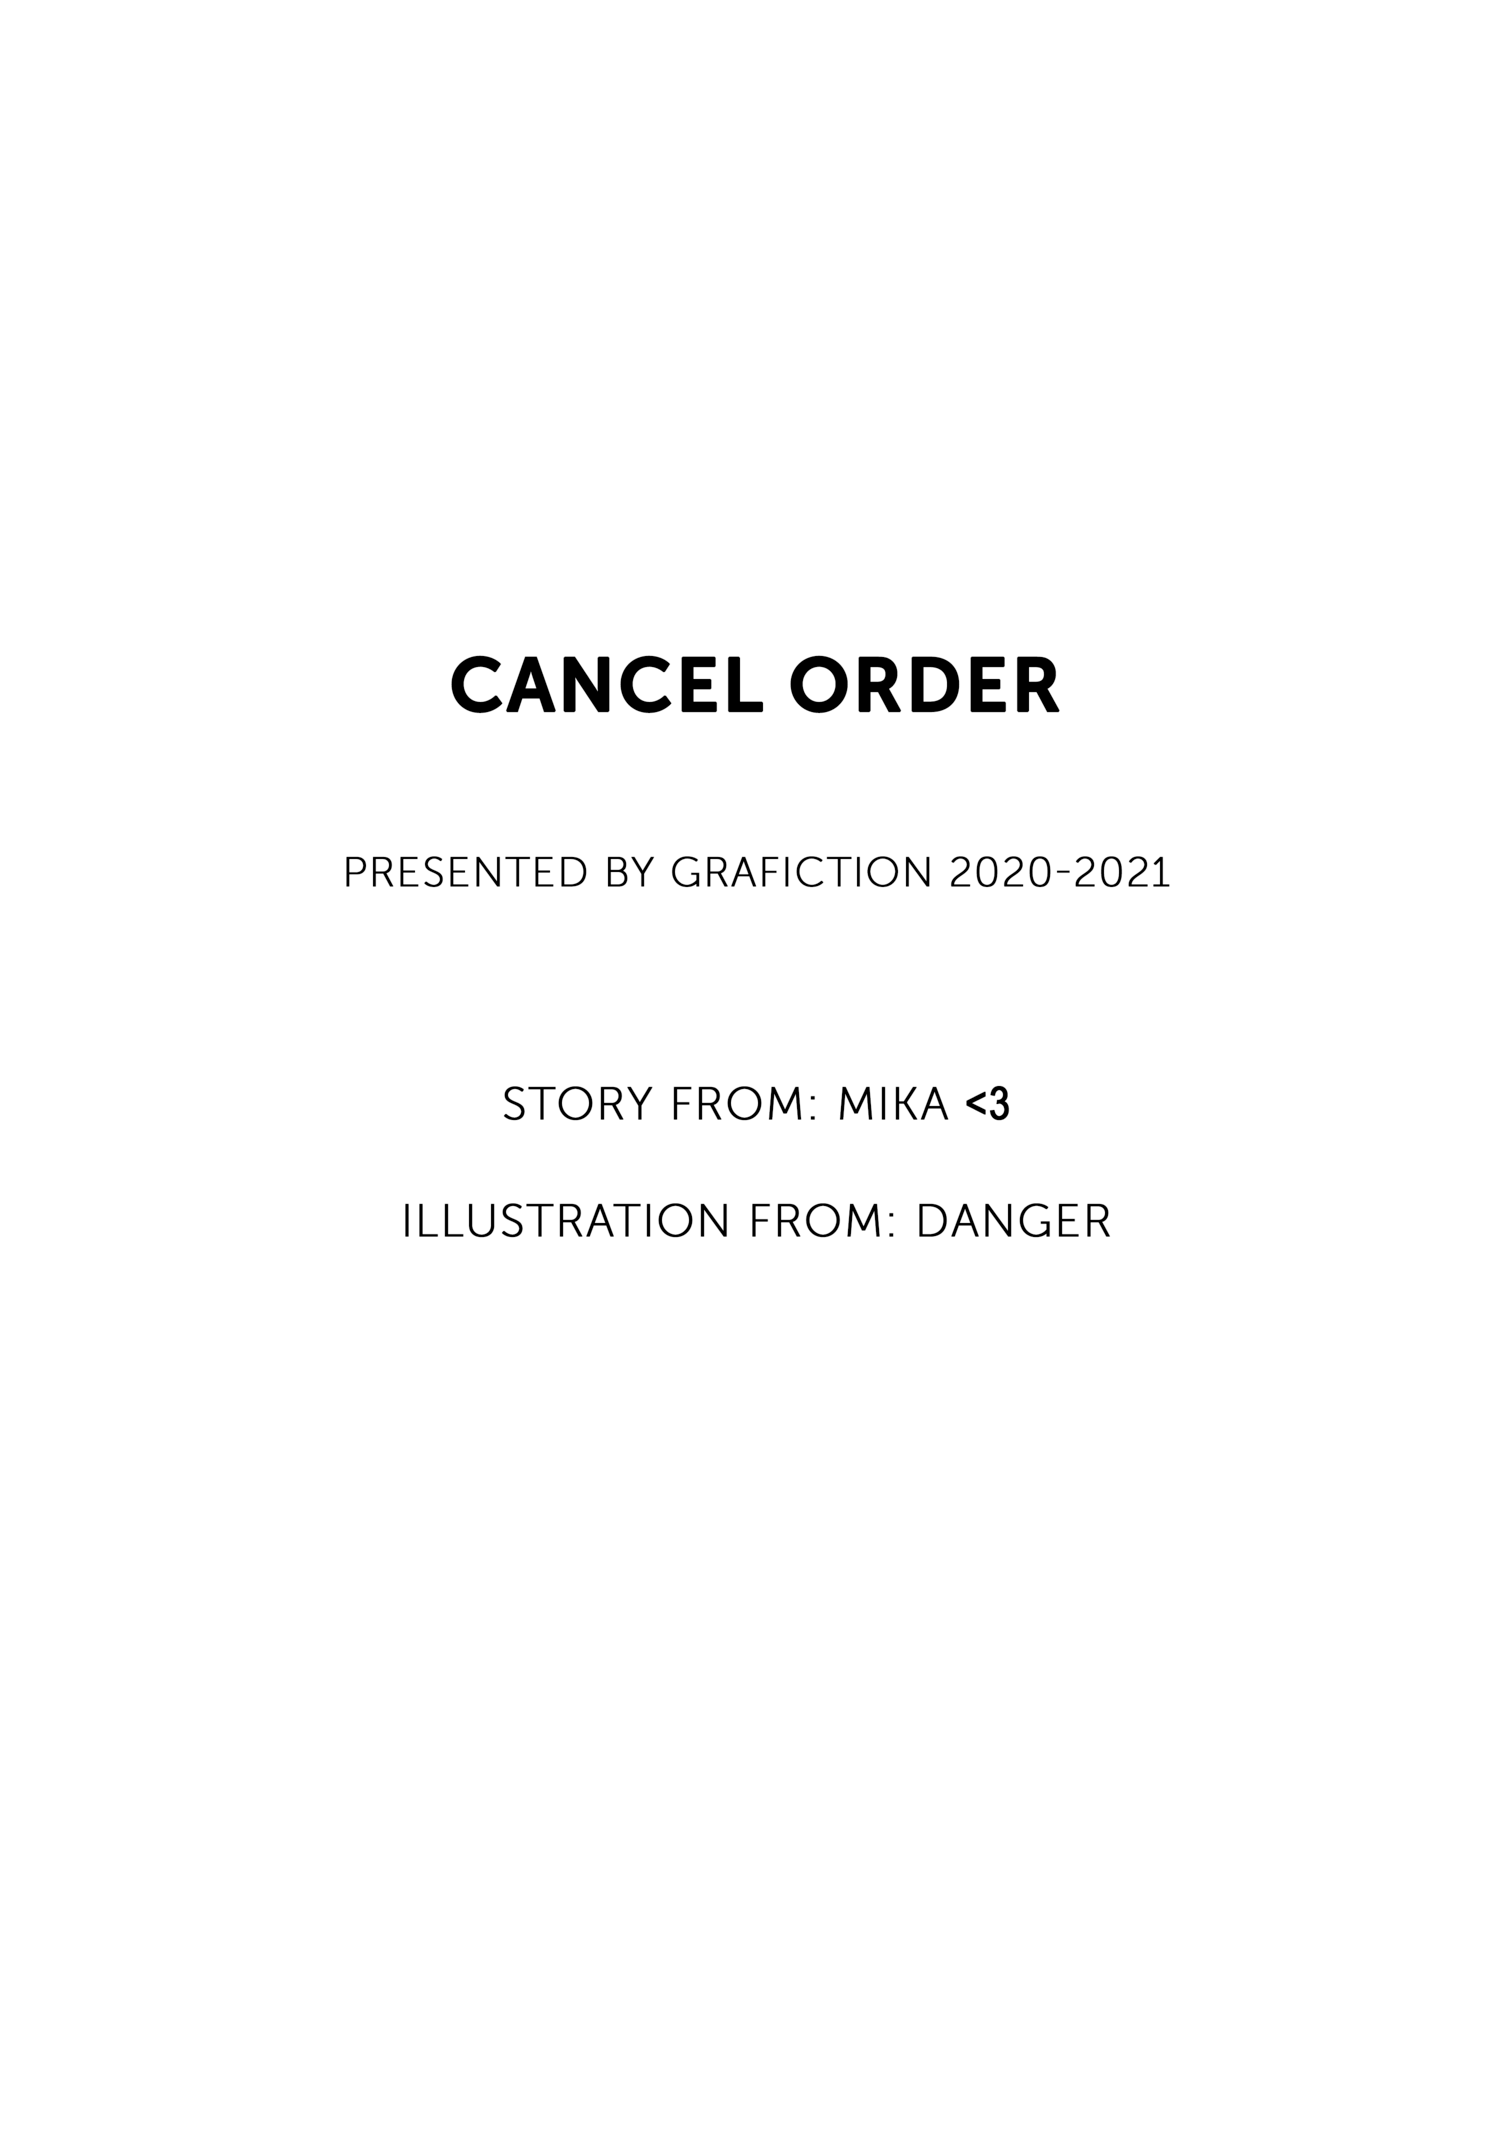 CANCEL ORDER
PRESENTED BY GRAFICTION 2020-2021
STORY FROM: MIKA <3
ILLUSTRATION FROM: DANGER